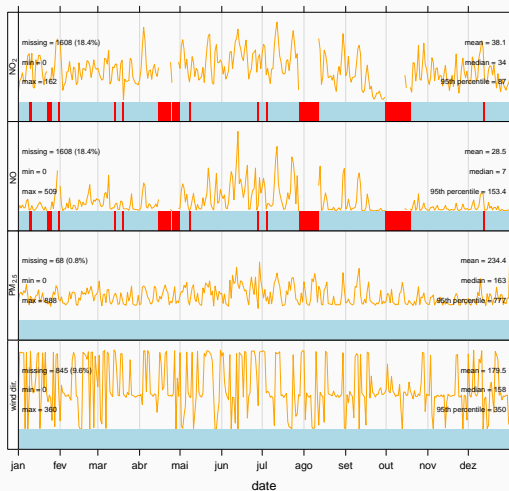 NO2
missing = 1608 (18.4%)
min = 0
max = 162
mean = 38.1
median = 34
95th percentile = 87
NO
missing = 1608 (18.4%)
min = 0
max = 509
mean = 28.5
median = 7
95th percentile = 153.4
PM2.5
missing = 68 (0.8%)
min = 0
max = 888
mean = 234.4
median = 163
95th percentile = 777
wind dir.
missing = 845 (9.6%)
min = 0
max = 360
mean = 179.5
median = 158
95th percentile = 350
jan fev mar abr mai jun jul ago set out nov dez
date